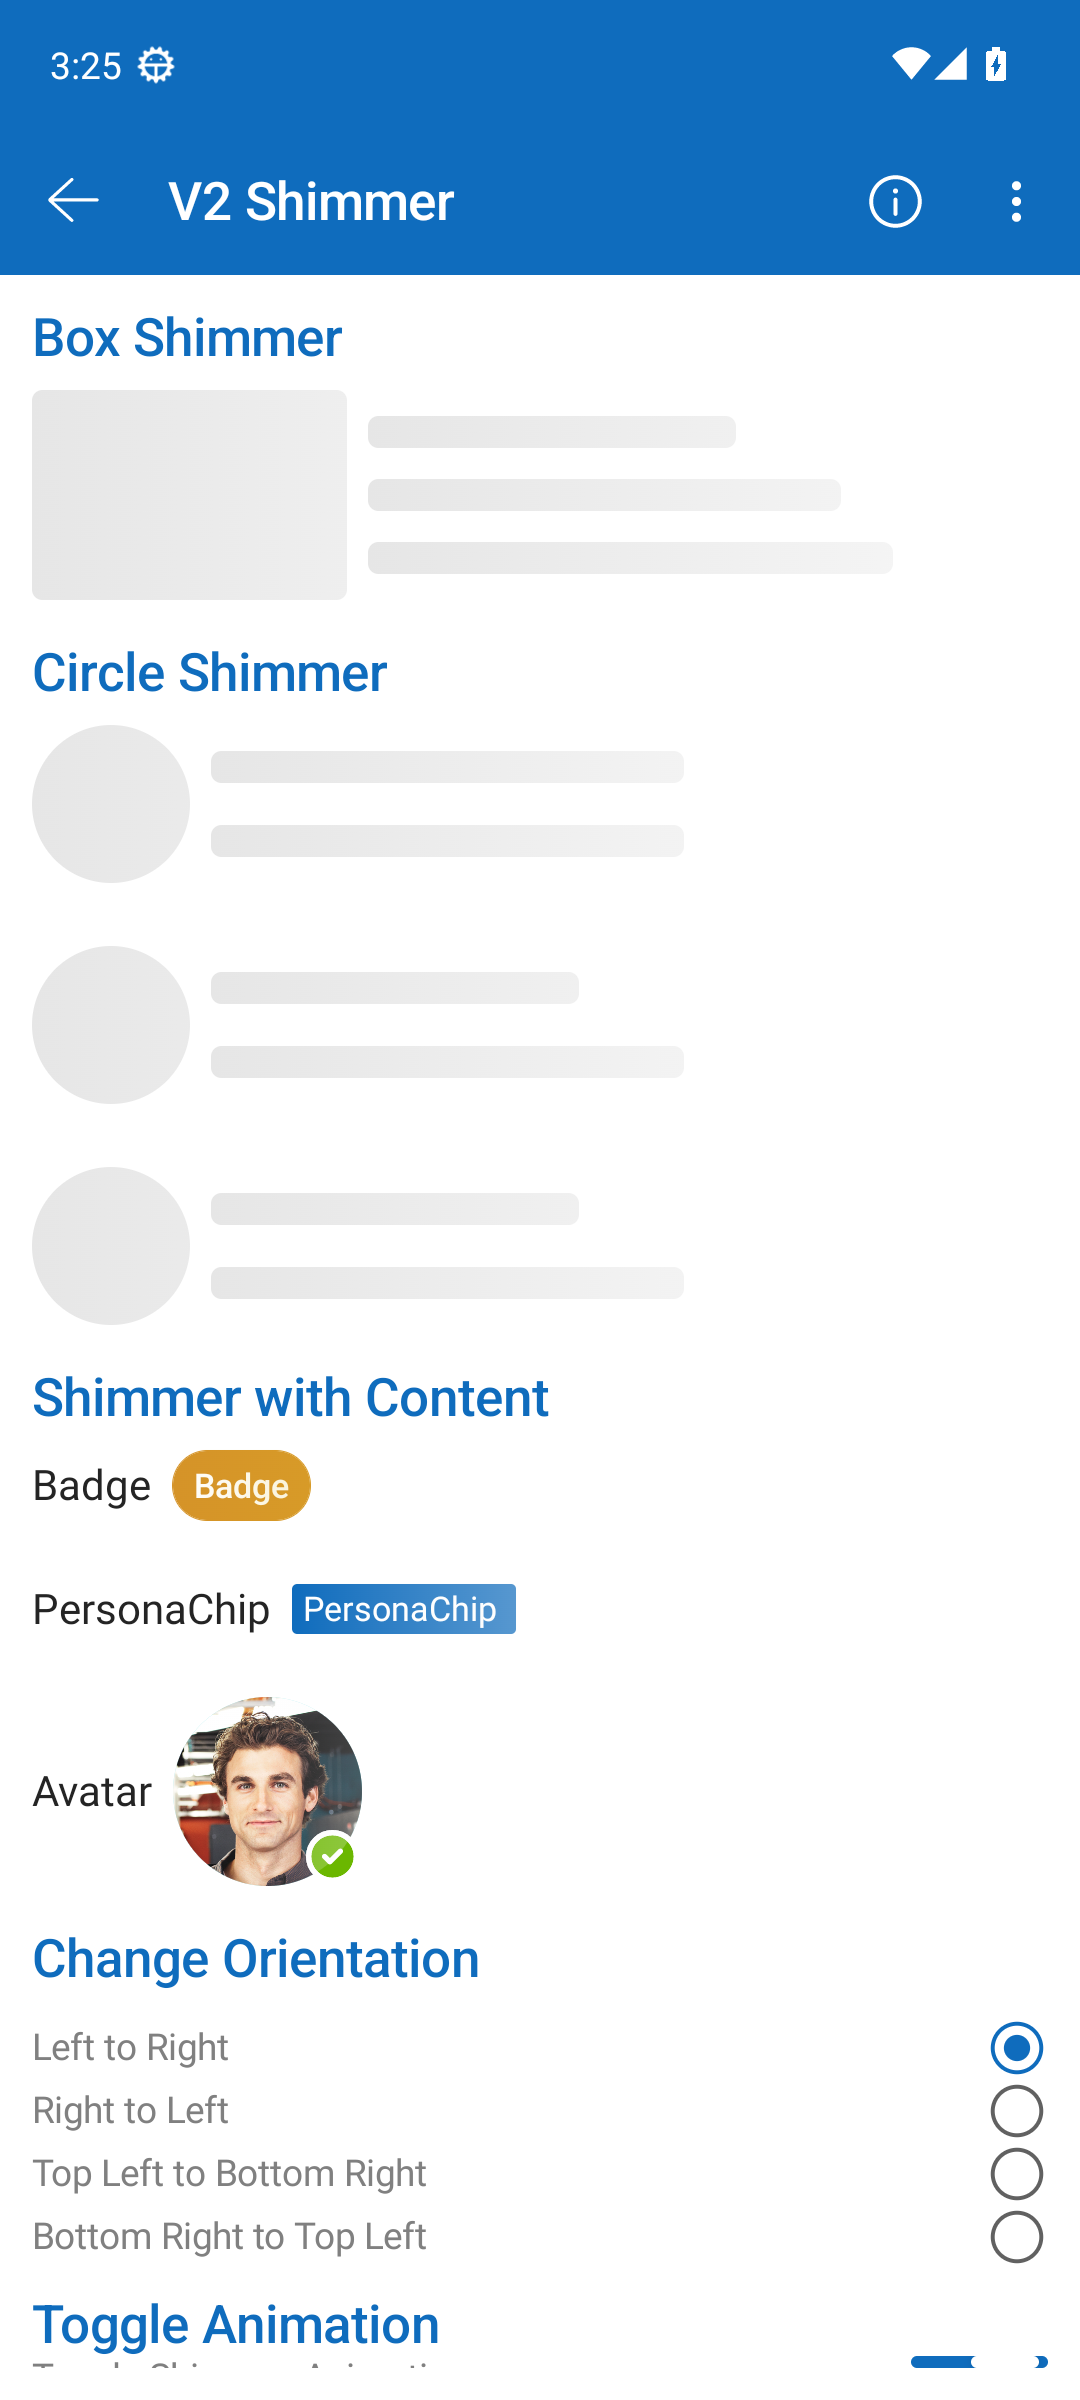 3:25
V2 Shimmer
Box Shimmer
Circle Shimmer
Shimmer with Content
Badge Badge
PersonaChip PersonaChip
Avatar
Change Orientation
Left to Right
Right to Left
Top Left to Bottom Right
Bottom Right to Top Left
Toggle Animation